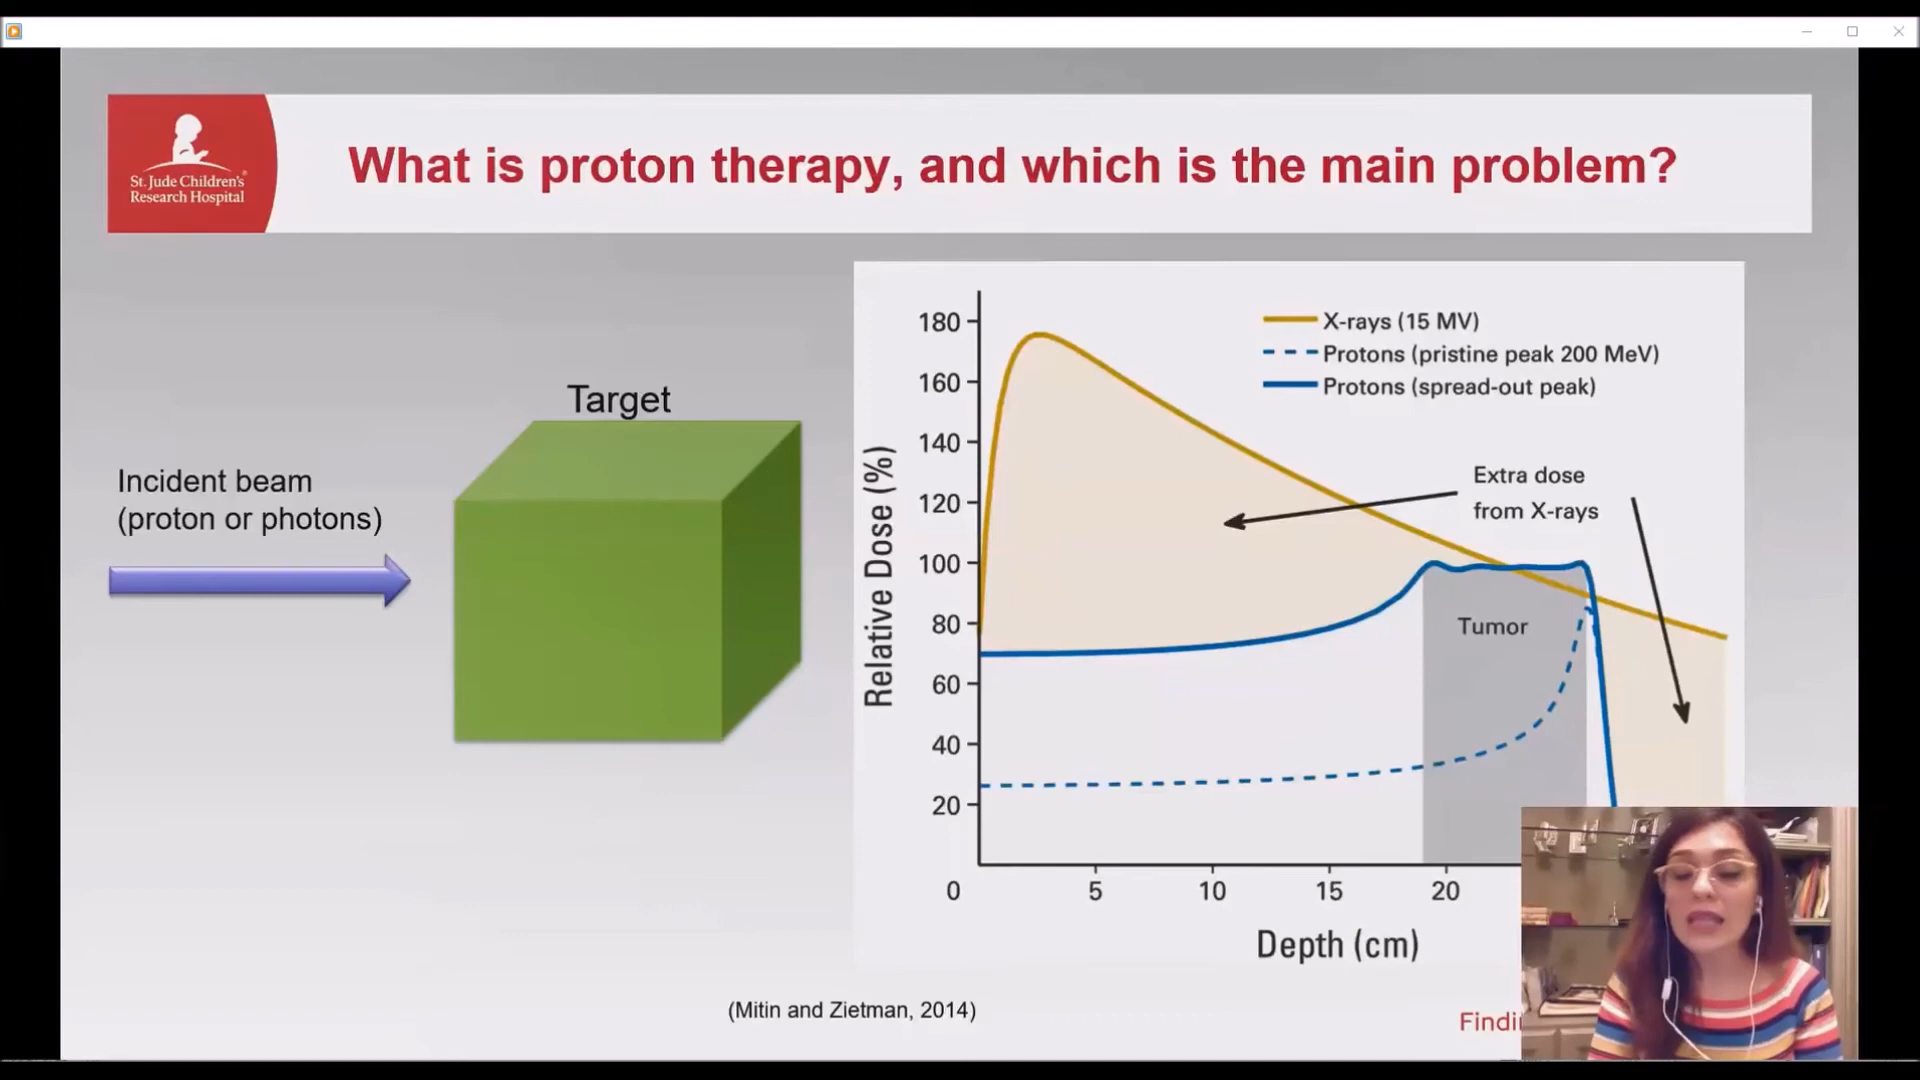 St. Jude Children's
Research Hospital
What is proton therapy, and which is the main problem?
Target
Incident beam
(proton or photons)
X-rays (15 MV)
Protons (pristine peak 200 MeV)
Protons (spread-out peak)
Extra dose
from X-rays
Tumor
Relative Dose (%)
180
160
140
120
100
80
60
40
20
0
5
10
15
20
Depth (cm)
(Mitin and Zietman, 2014)